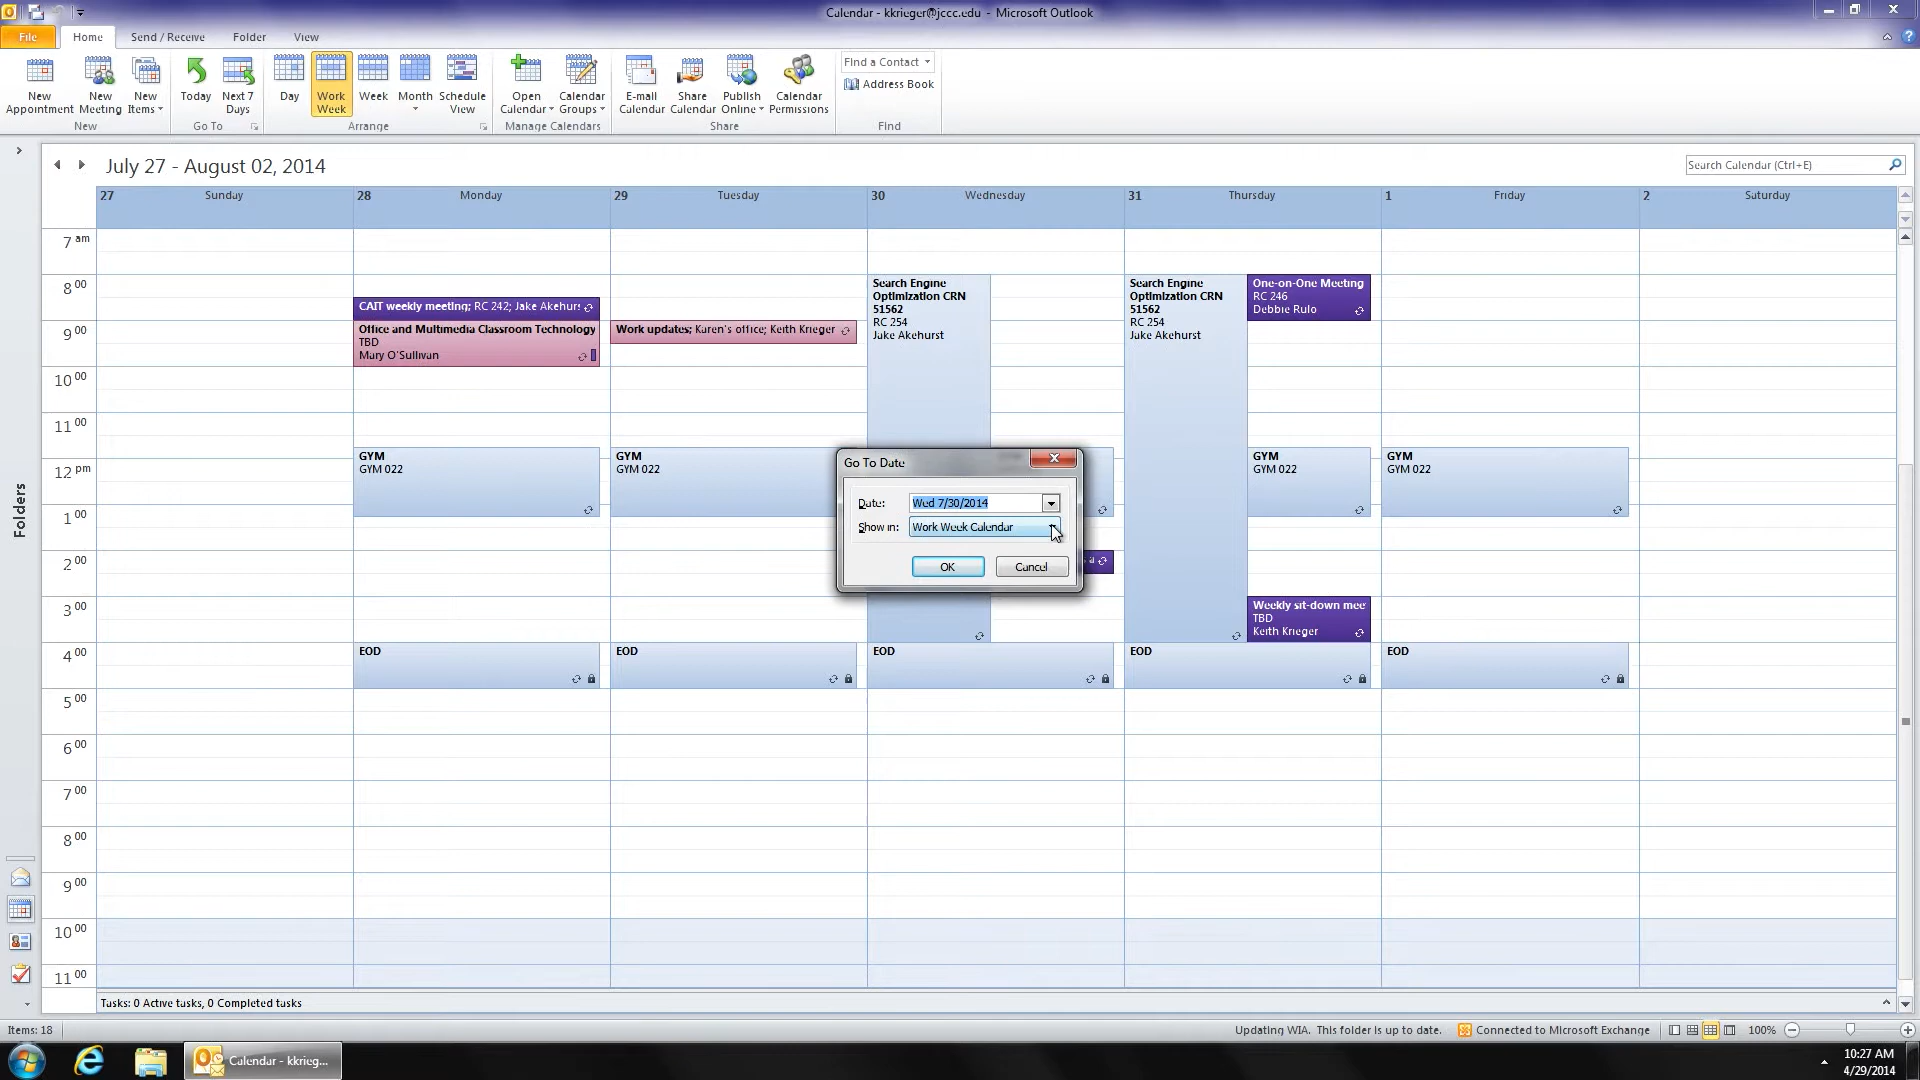 Calendar - kkrieger@jccc.edu - Microsoft Outlook
File Home Send / Receive Folder View
New Appointment
New Meeting
New Items
Today
Next 7 Days
Day
Work Week
Week
Month
Schedule View
Open Calendar
Calendar Groups
E-mail Calendar
Share Calendar
Publish Online
Calendar Permissions
Find a Contact
Address Book
New Go To Arrange Manage Calendars Share Find
July 27 - August 02, 2014
Search Calendar (Ctrl+E)
27 Sunday 28 Monday 29 Tuesday 30 Wednesday 31 Thursday 1 Friday 2 Saturday
Folders
7 am
8 00
9 00
10 00
11 00
12 pm
1 00
2 00
3 00
4 00
5 00
6 00
7 00
8 00
9 00
10 00
11 00
CAIT weekly meeting; RC 242; Jake Akehurs
Office and Multimedia Classroom Technology
TBD
Mary O'Sullivan
GYM
GYM 022
EOD
Work updates; Karen's office; Keith Krieger
GYM
GYM 022
EOD
Search Engine
Optimization CRN
51562
RC 254
Jake Akehurst
EOD
Search Engine
Optimization CRN
51562
RC 254
Jake Akehurst
One-on-One Meeting
RC 246
Debbie Rulo
GYM
GYM 022
Weekly sit-down mee
TBD
Keith Krieger
EOD
GYM
GYM 022
EOD
Go To Date
Date: Wed 7/30/2014
Show in: Work Week Calendar
OK Cancel
Tasks: 0 Active tasks, 0 Completed tasks
Items: 18
Updating WIA. This folder is up to date. Connected to Microsoft Exchange 100%
Calendar - kkrieg...
10:27 AM
4/29/2014